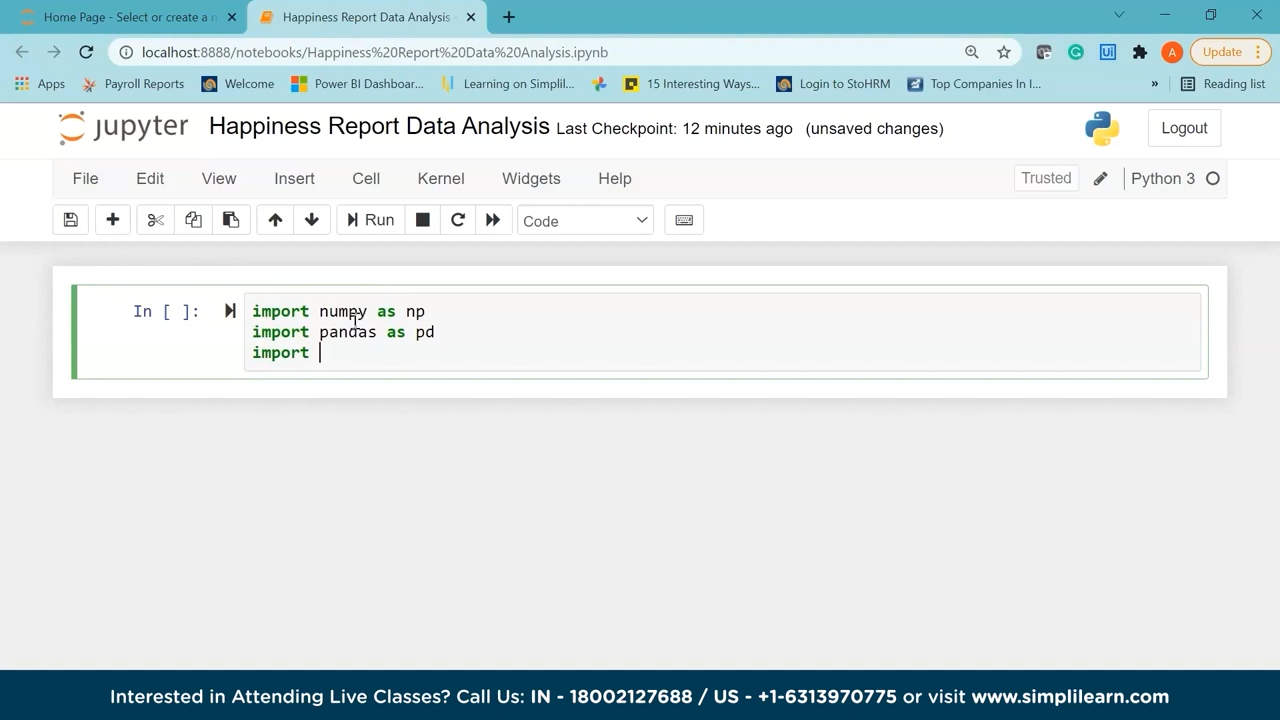 Home Page - Select or create a n
Happiness Report Data Analysis -
localhost:8888/notebooks/Happiness%20Report%20Data%20Analysis.ipynb
Update
Apps Payroll Reports Welcome Power BI Dashboar... Learning on Simplil... 15 Interesting Ways... Login to StoHRM Top Companies In I... » Reading list
jupyter Happiness Report Data Analysis Last Checkpoint: 12 minutes ago (unsaved changes) Logout
File Edit View Insert Cell Kernel Widgets Help Trusted Python 3
Run Code
In [ ]: import numpy as np
import pandas as pd
import
Interested in Attending Live Classes? Call Us: IN - 18002127688 / US - +1-6313970775 or visit www.simplilearn.com